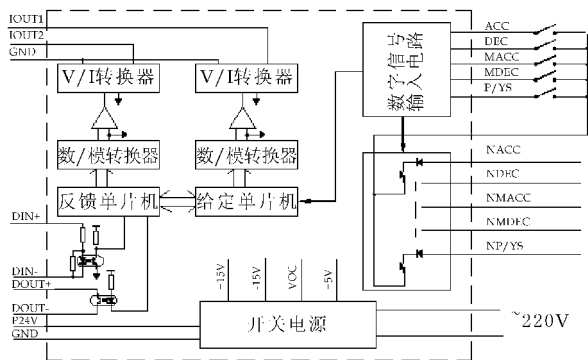 IOUT1
IOUT2
GND
V/I转换器
V/I转换器
数字信号
输入电路
ACC
DEC
MACC
MDEC
P/YS
数/模转换器
数/模转换器
反馈单片机
给定单片机
NACC
NDEC
NMACC
NMDEC
NP/YS
DIN+
DIN-
DOUT+
DOUT-
P24V
GND
+15V
-15V
VOC
+5V
开关电源
~220V